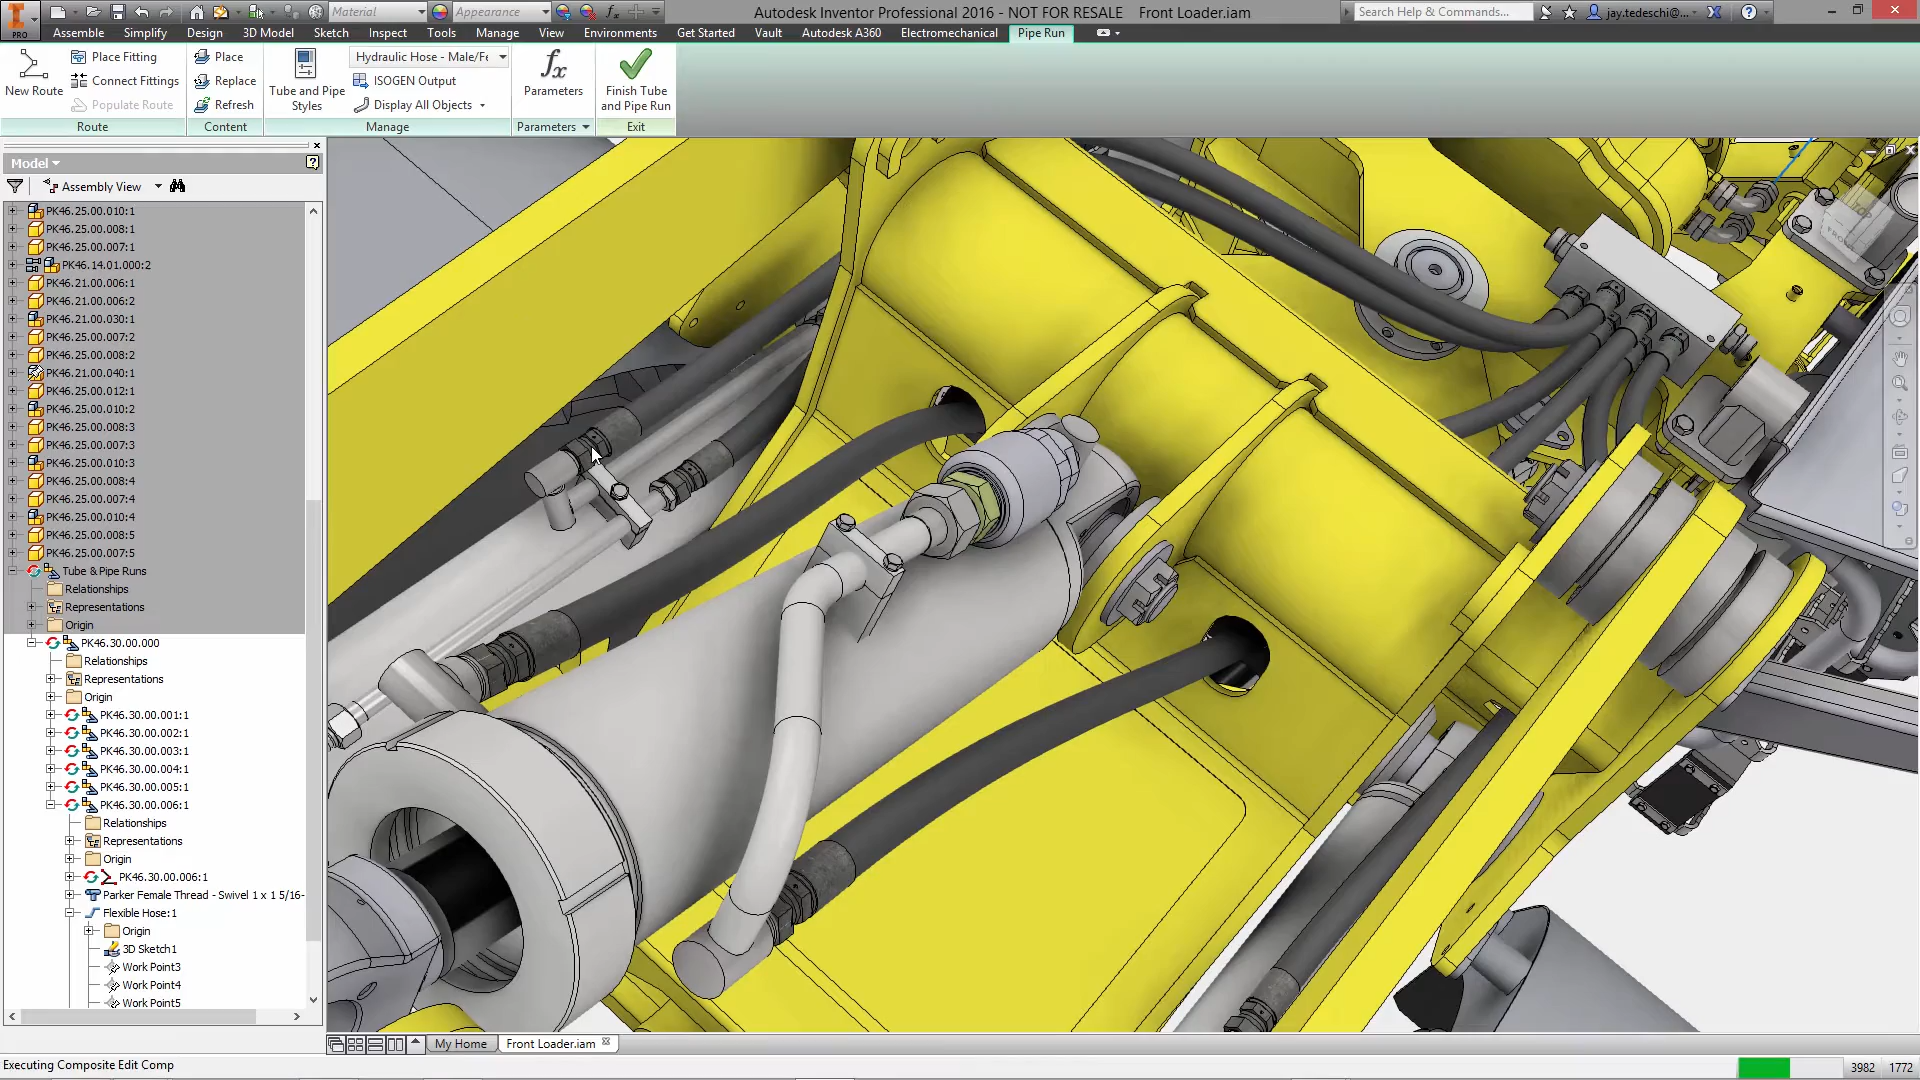 Material
Appearance
Autodesk Inventor Professional 2016 - NOT FOR RESALE Front Loader.iam
Search Help & Commands...
jay.tedeschi@...
PRO
Assemble Simplify Design 3D Model Sketch Inspect Tools Manage View Environments Get Started Vault Autodesk A360 Electromechanical Pipe Run
New Route
Place Fitting
Connect Fittings
Populate Route
Route
Place
Replace
Refresh
Content
Tube and Pipe Styles
Hydraulic Hose - Male/Fe
ISOGEN Output
Display All Objects
Manage
fx
Parameters
Parameters
Finish Tube and Pipe Run
Exit
Model
Assembly View
PK46.25.00.010:1
PK46.25.00.008:1
PK46.25.00.007:1
PK46.14.01.000:2
PK46.21.00.006:1
PK46.21.00.006:2
PK46.21.00.030:1
PK46.25.00.007:2
PK46.25.00.008:2
PK46.21.00.040:1
PK46.25.00.012:1
PK46.25.00.010:2
PK46.25.00.008:3
PK46.25.00.007:3
PK46.25.00.010:3
PK46.25.00.008:4
PK46.25.00.007:4
PK46.25.00.010:4
PK46.25.00.008:5
PK46.25.00.007:5
Tube & Pipe Runs
Relationships
Representations
Origin
PK46.30.00.000
Relationships
Representations
Origin
PK46.30.00.001:1
PK46.30.00.002:1
PK46.30.00.003:1
PK46.30.00.004:1
PK46.30.00.005:1
PK46.30.00.006:1
Relationships
Representations
Origin
PK46.30.00.006:1
Parker Female Thread - Swivel 1 x 1 5/16-
Flexible Hose:1
Origin
3D Sketch1
Work Point3
Work Point4
Work Point5
My Home
Front Loader.iam
Executing Composite Edit Comp
3982 1772